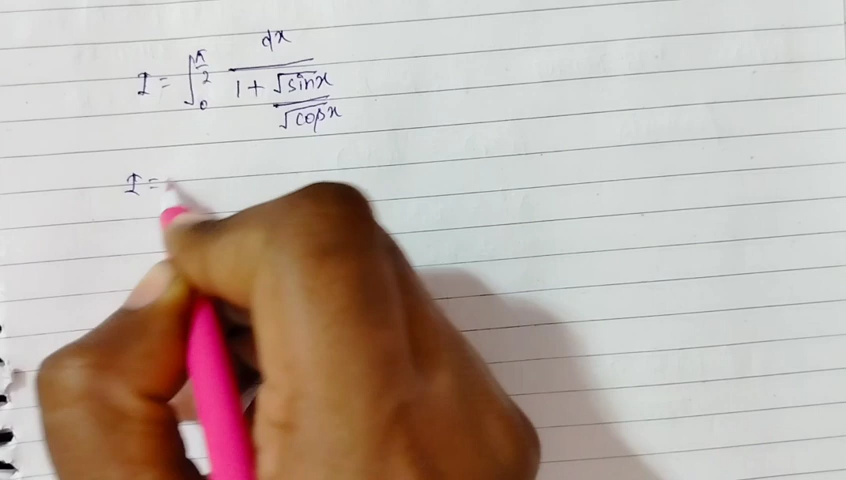 I = ∫₀^(π/2) dx / (1 + √sinx / √cosx)
I =